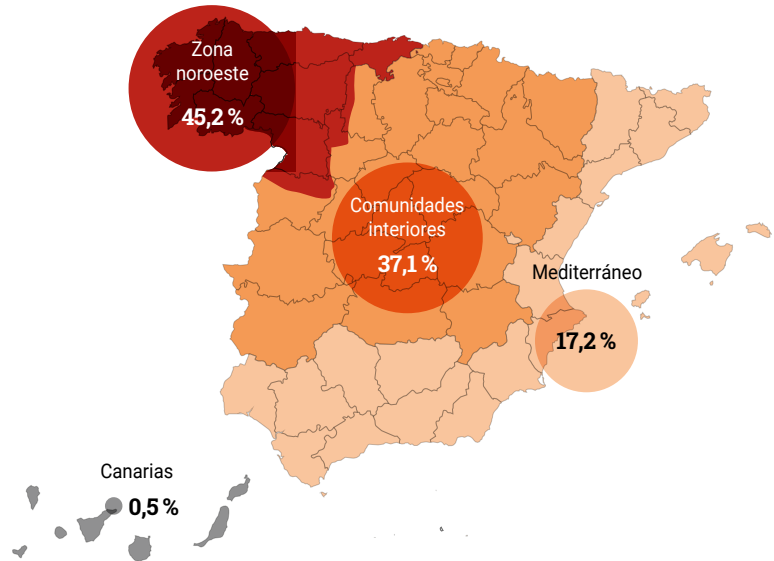 Zona
noroeste
45,2 %
Comunidades
interiores
37,1 %
Mediterráneo
17,2 %
Canarias
0,5 %